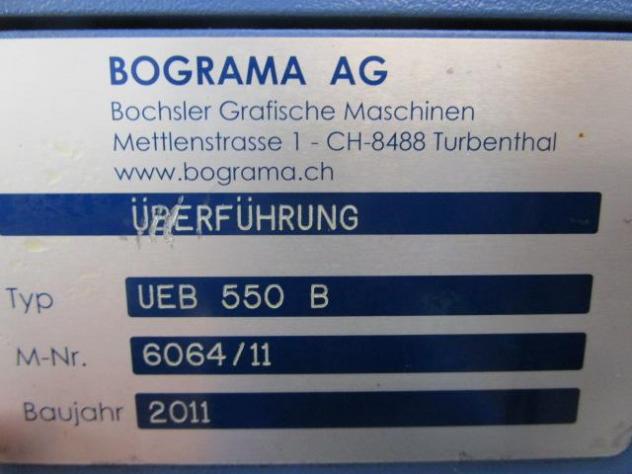 BOGRAMA AG
Bochsler Grafische Maschinen
Mettlenstrasse 1 - CH-8488 Turbenthal
www.bograma.ch
ÜBERFÜHRUNG
Typ UEB 550 B
M-Nr. 6064/11
Baujahr 2011